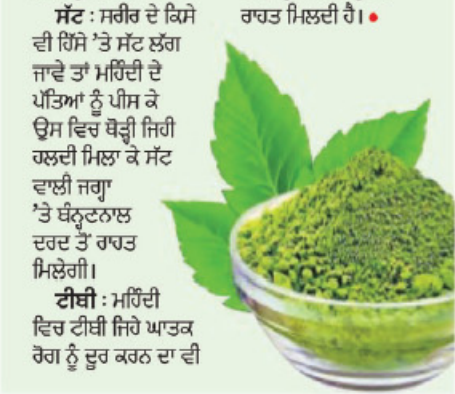 ਸੱਟ : ਸਰੀਰ ਦੇ ਕਿਸੇ
ਵੀ ਹਿੱਸੇ 'ਤੇ ਸੱਟ ਲੱਗ
ਜਾਵੇ ਤਾਂ ਮਹਿੰਦੀ ਦੇ
ਪੱਤਿਆਂ ਨੂੰ ਪੀਸ ਕੇ
ਉਸ ਵਿਚ ਥੋੜ੍ਹੀ ਜਿਹੀ
ਹਲਦੀ ਮਿਲਾ ਕੇ ਸੱਟ
ਵਾਲੀ ਜਗ੍ਹਾ
'ਤੇ ਬੰਨ੍ਹਣਨਾਲ
ਦਰਦ ਤੋਂ ਰਾਹਤ
ਮਿਲੇਗੀ।
ਟੀਬੀ : ਮਹਿੰਦੀ
ਵਿਚ ਟੀਬੀ ਜਿਹੇ ਘਾਤਕ
ਰੋਗ ਨੂੰ ਦੂਰ ਕਰਨ ਦਾ ਵੀ
ਰਾਹਤ ਮਿਲਦੀ ਹੈ।